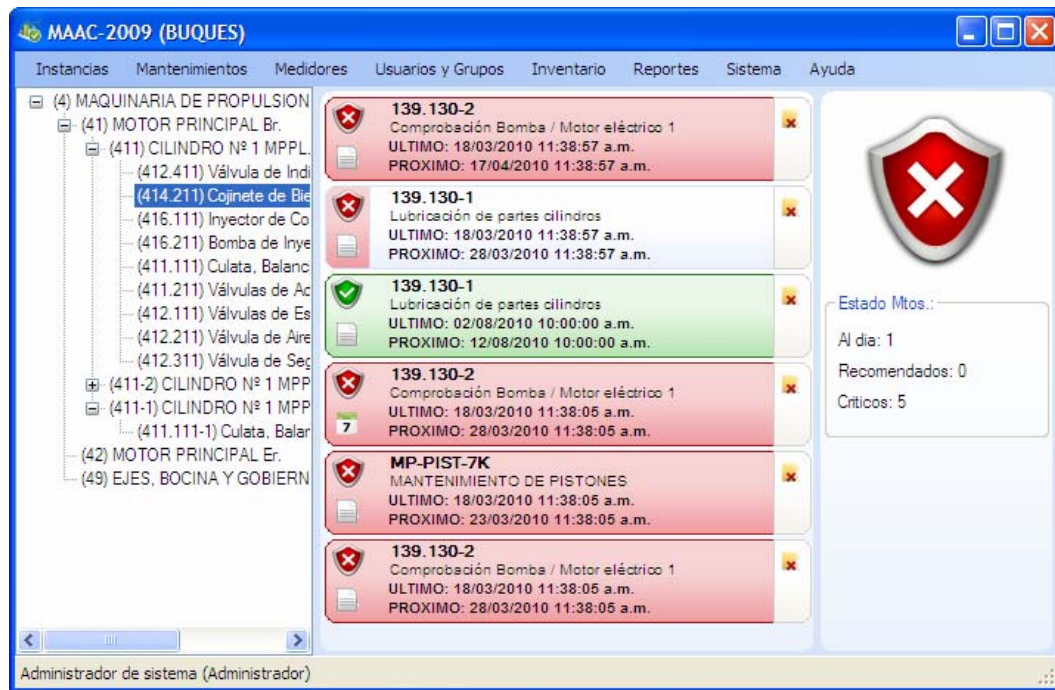 MAAC-2009 (BUQUES)
Instancias Mantenimientos Medidores Usuarios y Grupos Inventario Reportes Sistema Ayuda
(4) MAQUINARIA DE PROPULSION
(41) MOTOR PRINCIPAL Br.
(411) CILINDRO Nº 1 MPPL.
(412.411) Válvula de Indi
(414.211) Cojinete de Bie
(416.111) Inyector de Co
(416.211) Bomba de Inye
(411.111) Culata, Balanc
(411.211) Válvulas de Ac
(412.111) Válvulas de Es
(412.211) Válvula de Aire
(412.311) Válvula de Seg
(411-2) CILINDRO Nº 1 MPP
(411-1) CILINDRO Nº 1 MPP
(411.111-1) Culata, Balar
(42) MOTOR PRINCIPAL Er.
(49) EJES, BOCINA Y GOBIERN
139.130-2
Comprobación Bomba / Motor eléctrico 1
ULTIMO: 18/03/2010 11:38:57 a.m.
PROXIMO: 17/04/2010 11:38:57 a.m.
139.130-1
Lubricación de partes cilindros
ULTIMO: 18/03/2010 11:38:57 a.m.
PROXIMO: 28/03/2010 11:38:57 a.m.
139.130-1
Lubricación de partes cilindros
ULTIMO: 02/08/2010 10:00:00 a.m.
PROXIMO: 12/08/2010 10:00:00 a.m.
139.130-2
Comprobación Bomba / Motor eléctrico 1
ULTIMO: 18/03/2010 11:38:05 a.m.
7
PROXIMO: 28/03/2010 11:38:05 a.m.
MP-PIST-7K
MANTENIMIENTO DE PISTONES
ULTIMO: 18/03/2010 11:38:05 a.m.
PROXIMO: 23/03/2010 11:38:05 a.m.
139.130-2
Comprobación Bomba / Motor eléctrico 1
ULTIMO: 18/03/2010 11:38:05 a.m.
PROXIMO: 28/03/2010 11:38:05 a.m.
Estado Mtos.:
Al dia: 1
Recomendados: 0
Criticos: 5
Administrador de sistema (Administrador)